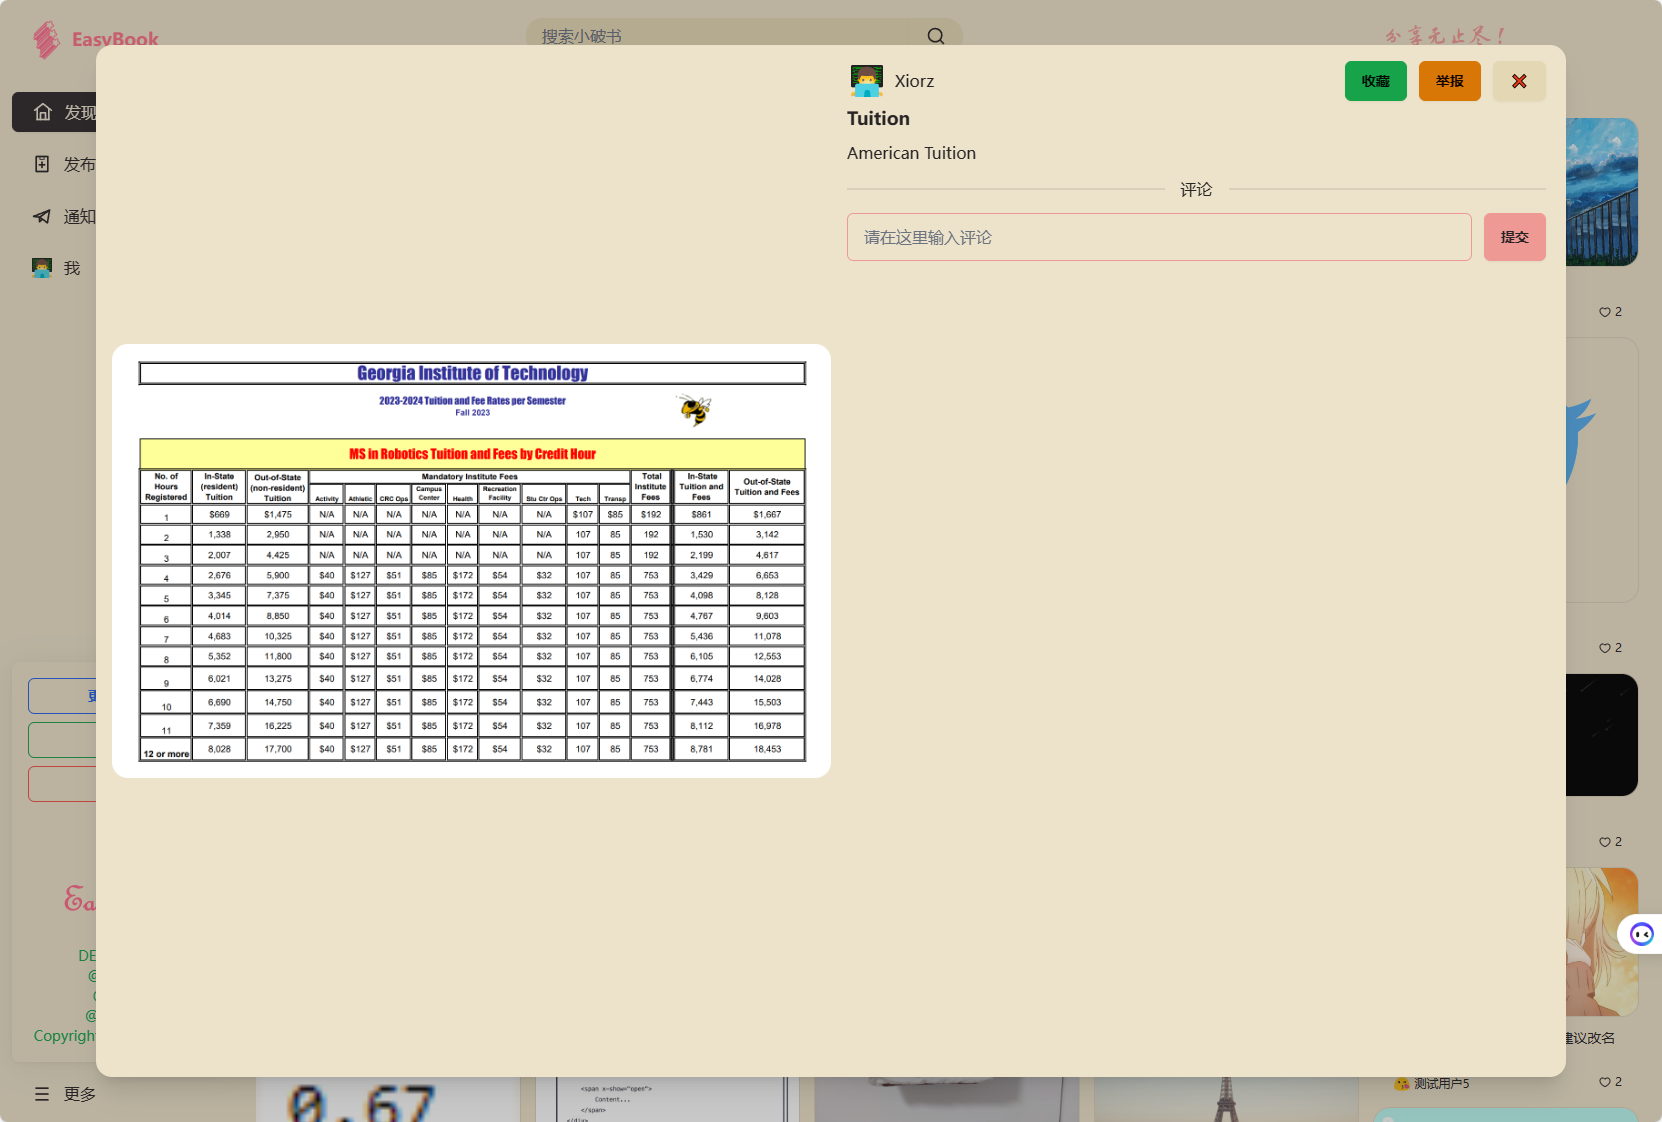 EasyBook
搜索小破书
分享无止尽！
发现
发布
通知
我
Copyright
更多
Xiorz
收藏
举报
Tuition
American Tuition
评论
请在这里输入评论
提交
Georgia Institute of Technology
2023-2024 Tuition and Fee Rates per Semester
Fall 2023
MS in Robotics Tuition and Fees by Credit Hour
No. of Hours Registered In-State (resident) Tuition Out-of-State (non-resident) Tuition Mandatory Institute Fees Total Institute Fees In-State Tuition and Fees Out-of-State Tuition and Fees
Activity Athletic CRC Ops Campus Center Health Recreation Facility Stu Ctr Ops Tech Transp
1 $669 $1,475 N/A N/A N/A N/A N/A N/A N/A $107 $85 $192 $861 $1,667
2 1,338 2,950 N/A N/A N/A N/A N/A N/A N/A 107 85 192 1,530 3,142
3 2,007 4,425 N/A N/A N/A N/A N/A N/A N/A 107 85 192 2,199 4,617
4 2,676 5,900 $40 $127 $51 $85 $172 $54 $32 107 85 753 3,429 6,653
5 3,345 7,375 $40 $127 $51 $85 $172 $54 $32 107 85 753 4,098 8,128
6 4,014 8,850 $40 $127 $51 $85 $172 $54 $32 107 85 753 4,767 9,603
7 4,683 10,325 $40 $127 $51 $85 $172 $54 $32 107 85 753 5,436 11,078
8 5,352 11,800 $40 $127 $51 $85 $172 $54 $32 107 85 753 6,105 12,553
9 6,021 13,275 $40 $127 $51 $85 $172 $54 $32 107 85 753 6,774 14,028
10 6,690 14,750 $40 $127 $51 $85 $172 $54 $32 107 85 753 7,443 15,503
11 7,359 16,225 $40 $127 $51 $85 $172 $54 $32 107 85 753 8,112 16,978
12 or more 8,028 17,700 $40 $127 $51 $85 $172 $54 $32 107 85 753 8,781 18,453
2
2
2
建议改名
测试用户5
2
0.67
<span x-show="open">
Content...
</span>
</div>